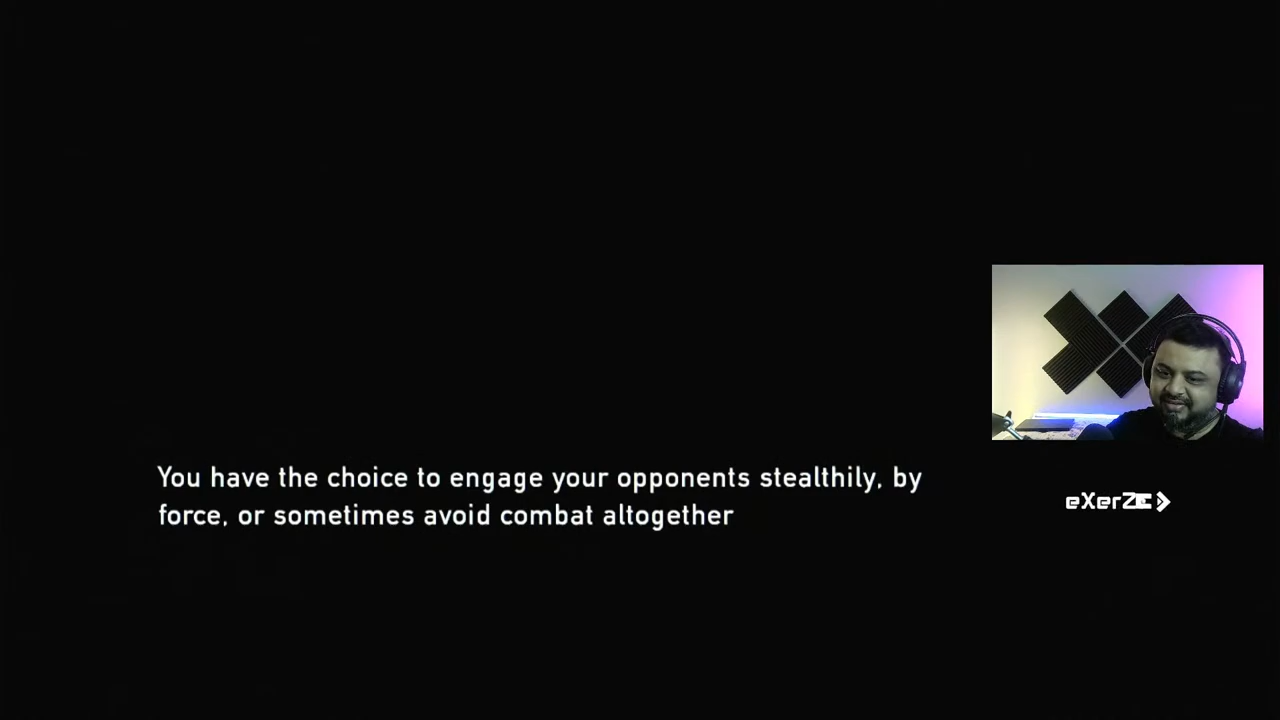 You have the choice to engage your opponents stealthily, by
force, or sometimes avoid combat altogether
eXerZE